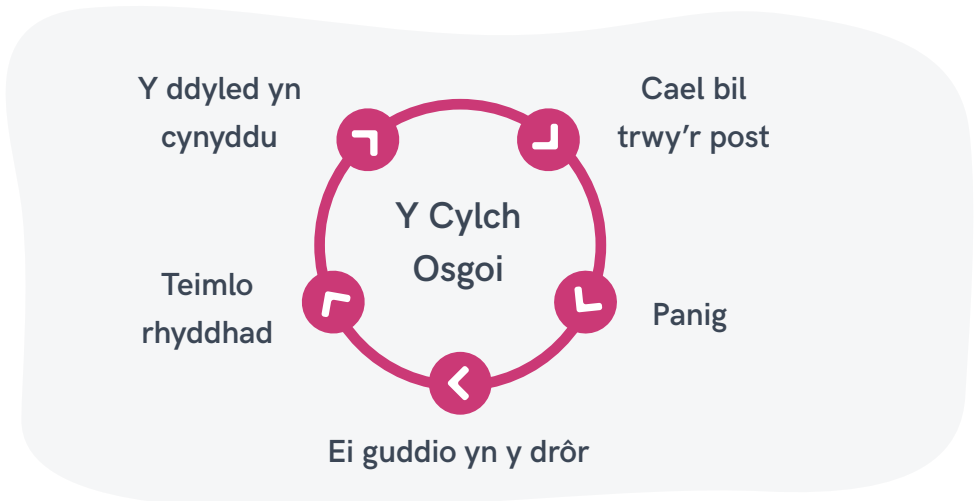 Y ddyled yn
cynyddu
Cael bil
trwy’r post
Y Cylch
Osgoi
Teimlo
rhyddhad
Panig
Ei guddio yn y drôr